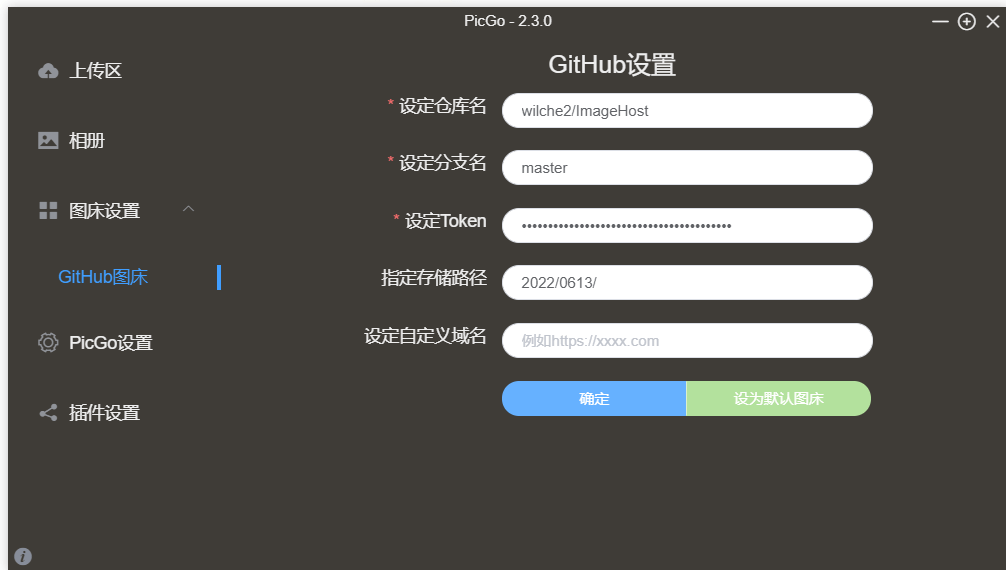 PicGo - 2.3.0
上传区
相册
图床设置
GitHub图床
PicGo设置
插件设置
GitHub设置
* 设定仓库名 wilche2/ImageHost
* 设定分支名 master
* 设定Token ••••••••••••••••••••••••••••••••••••••••
指定存储路径 2022/0613/
设定自定义域名 例如https://xxxx.com
确定 设为默认图床